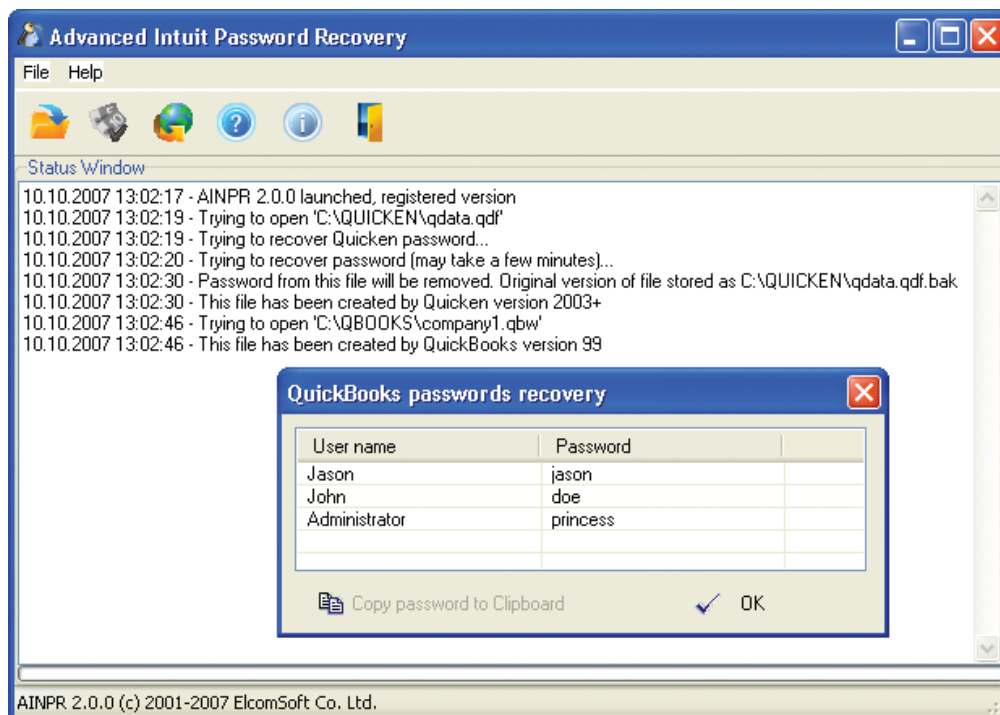 Advanced Intuit Password Recovery
File Help
Status Window
10.10.2007 13:02:17 - AINPR 2.0.0 launched, registered version
10.10.2007 13:02:19 - Trying to open 'C:\QUICKEN\qdata.qdf'
10.10.2007 13:02:19 - Trying to recover Quicken password...
10.10.2007 13:02:20 - Trying to recover password (may take a few minutes)...
10.10.2007 13:02:30 - Password from this file will be removed. Original version of file stored as C:\QUICKEN\qdata.qdf.bak
10.10.2007 13:02:30 - This file has been created by Quicken version 2003+
10.10.2007 13:02:46 - Trying to open 'C:\QBOOKS\company1.qbw'
10.10.2007 13:02:46 - This file has been created by QuickBooks version 99
QuickBooks passwords recovery
User name Password
Jason jason
John doe
Administrator princess
Copy password to Clipboard OK
AINPR 2.0.0 (c) 2001-2007 ElcomSoft Co. Ltd.